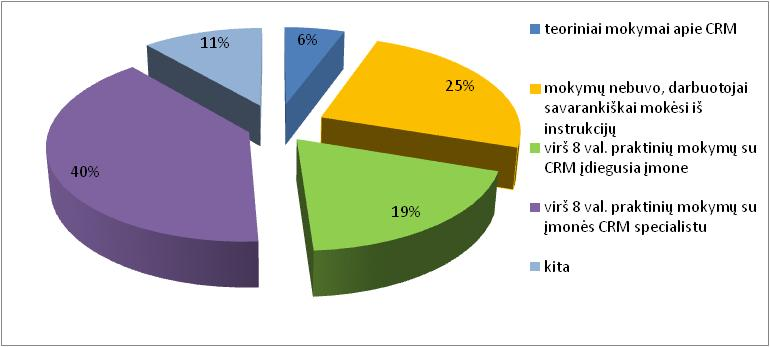 6%
25%
19%
40%
11%
teoriniai mokymai apie CRM
mokymų nebuvo, darbuotojai
savarankiškai mokėsi iš
instrukcijų
virš 8 val. praktinių mokymų su
CRM įdiegusia įmone
virš 8 val. praktinių mokymų su
įmonės CRM specialistu
kita